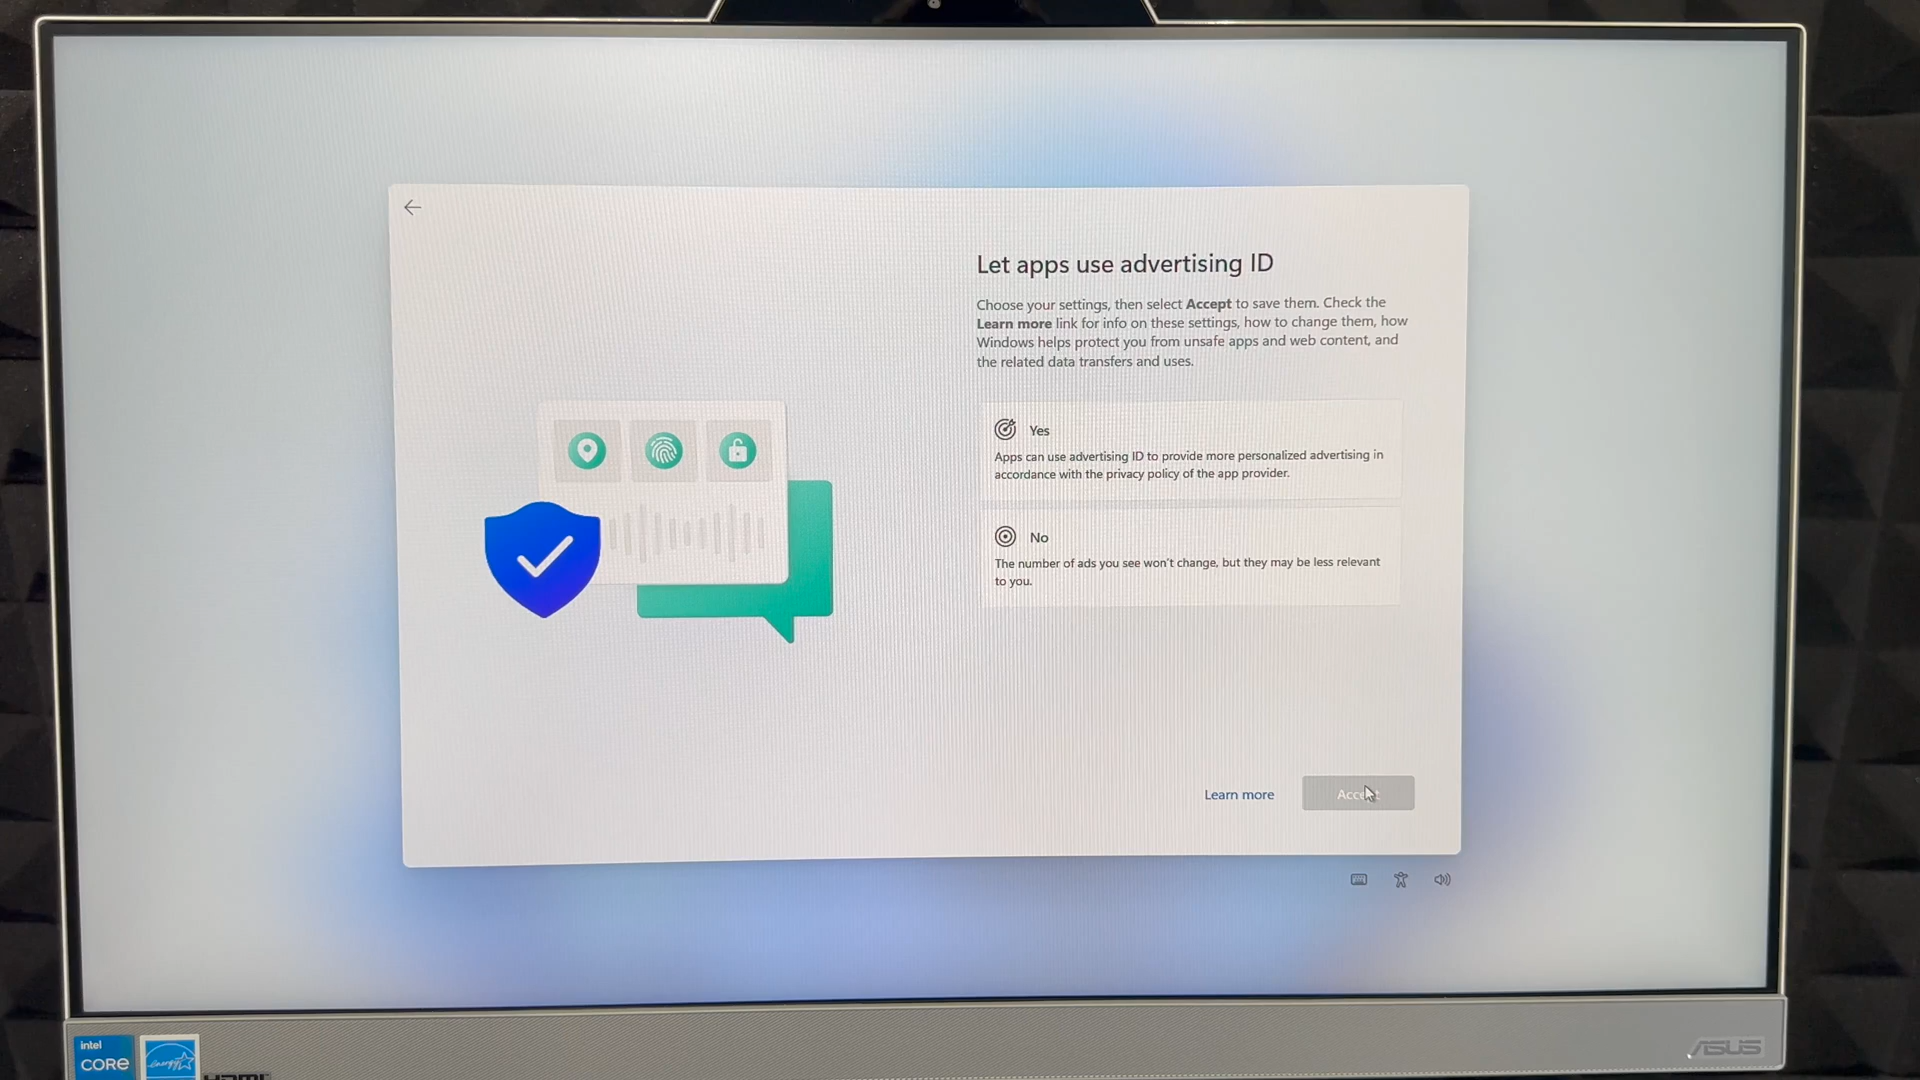 Let apps use advertising ID
Choose your settings, then select Accept to save them. Check the
Learn more link for info on these settings, how to change them, how
Windows helps protect you from unsafe apps and web content, and
the related data transfers and uses.
Yes
Apps can use advertising ID to provide more personalized advertising in
accordance with the privacy policy of the app provider.
No
The number of ads you see won't change, but they may be less relevant
to you.
Learn more
Accept
intel
CORE
energy
HDMI
ASUS